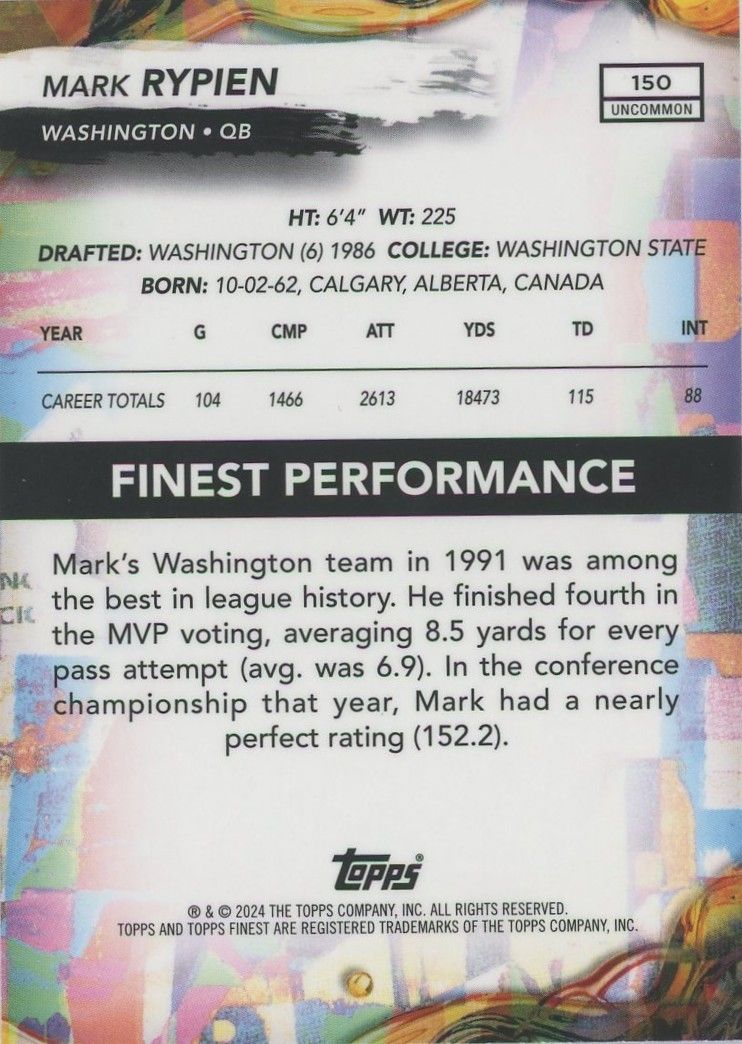 MARK RYPIEN
150
UNCOMMON
WASHINGTON • QB
HT: 6'4" WT: 225
DRAFTED: WASHINGTON (6) 1986 COLLEGE: WASHINGTON STATE
BORN: 10-02-62, CALGARY, ALBERTA, CANADA
YEAR G CMP ATT YDS TD INT
CAREER TOTALS 104 1466 2613 18473 115 88
FINEST PERFORMANCE
Mark's Washington team in 1991 was among
the best in league history. He finished fourth in
the MVP voting, averaging 8.5 yards for every
pass attempt (avg. was 6.9). In the conference
championship that year, Mark had a nearly
perfect rating (152.2).
topps®
® & © 2024 THE TOPPS COMPANY, INC. ALL RIGHTS RESERVED.
TOPPS AND TOPPS FINEST ARE REGISTERED TRADEMARKS OF THE TOPPS COMPANY, INC.